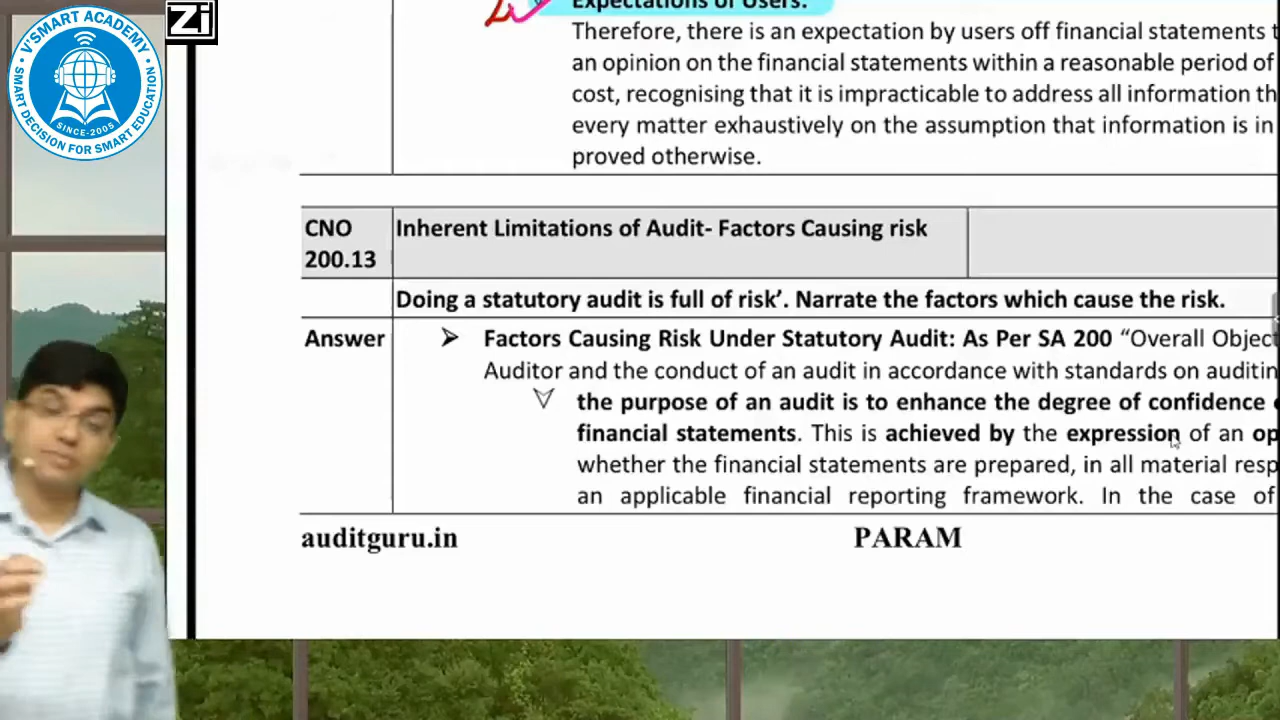 V'SMART ACADEMY
SMART DECISION FOR SMART EDUCATION
SINCE-2005
Zi
Expectations of Users:
Therefore, there is an expectation by users off financial statements
an opinion on the financial statements within a reasonable period of
cost, recognising that it is impracticable to address all information
every matter exhaustively on the assumption that information is in
proved otherwise.
CNO
200.13
Inherent Limitations of Audit- Factors Causing risk
Doing a statutory audit is full of risk’. Narrate the factors which cause the risk.
Answer
➢ Factors Causing Risk Under Statutory Audit: As Per SA 200 “Overall
Auditor and the conduct of an audit in accordance with standards on
the purpose of an audit is to enhance the degree of confidence
financial statements. This is achieved by the expression of an
whether the financial statements are prepared, in all material
an applicable financial reporting framework. In the case of
auditguru.in
PARAM